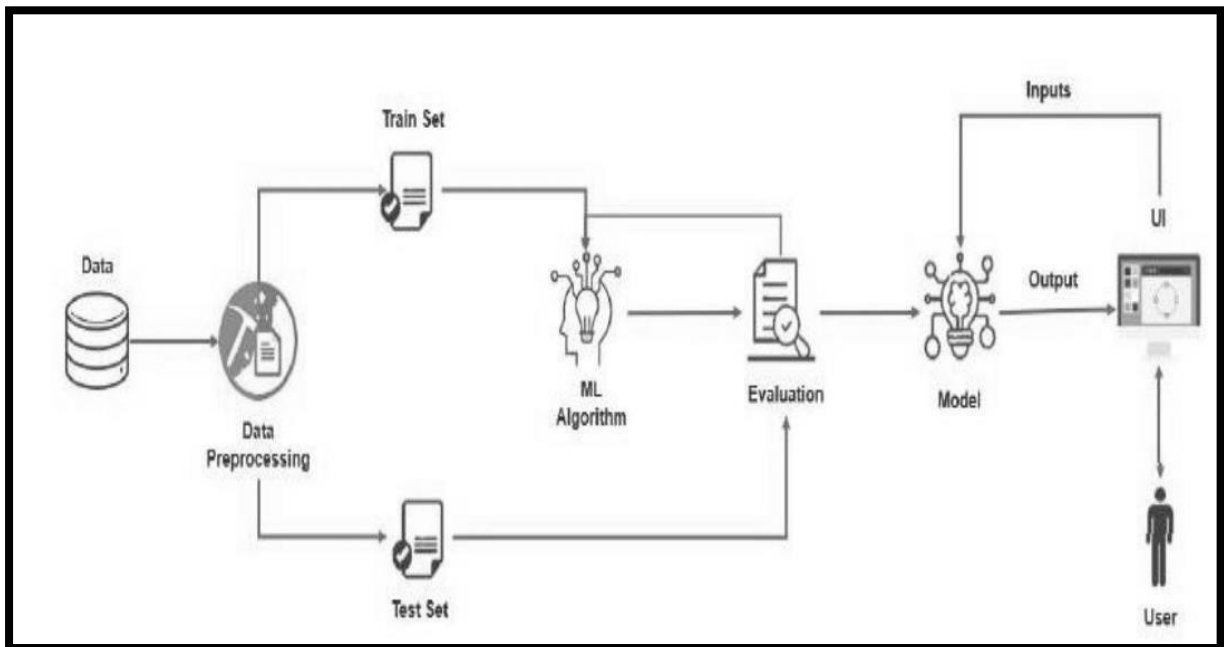 Inputs
Train Set
UI
Data
Output
ML
Algorithm
Evaluation
Model
Data
Preprocessing
Test Set
User